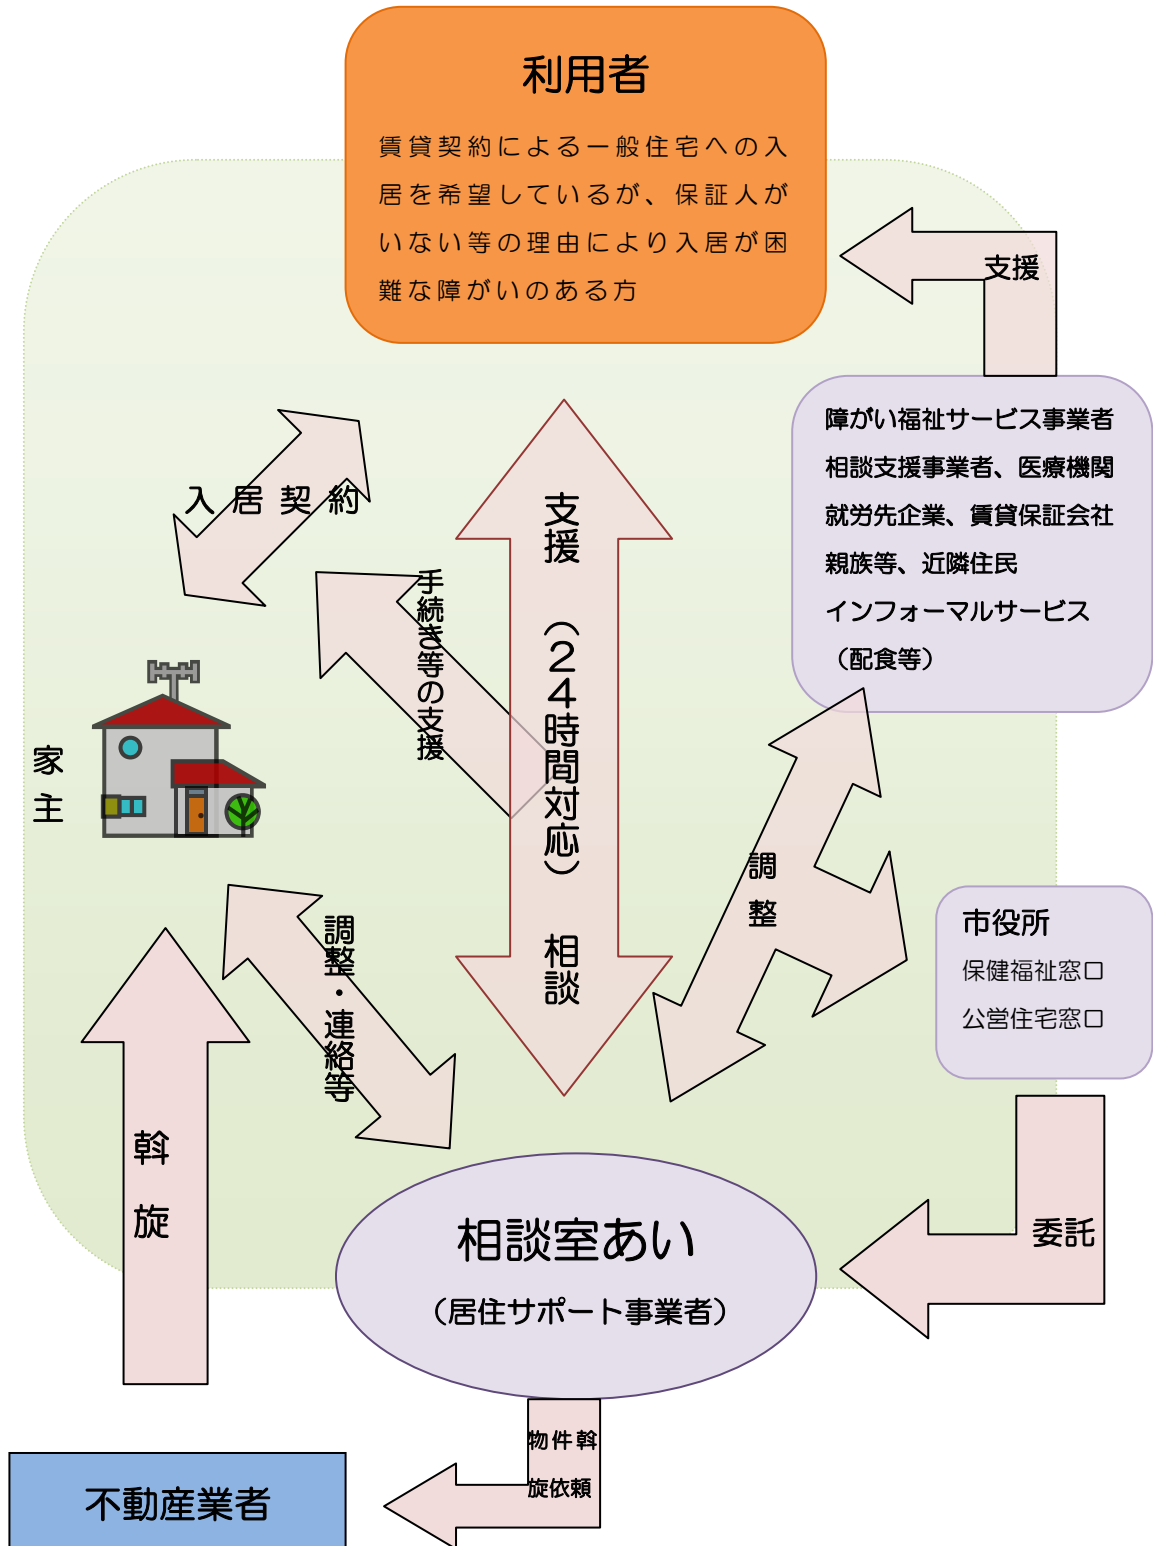 利用者
賃貸契約による一般住宅への入
居を希望しているが、保証人が
いない等の理由により入居が困
難な障がいのある方
支援
障がい福祉サービス事業者
相談支援事業者、医療機関
就労先企業、賃貸保証会社
親族等、近隣住民
インフォーマルサービス
（配食等）
入居契約
手続き等の支援
支援　（２４時間対応）　相談
家
主
調
整
市役所
保健福祉窓口
公営住宅窓口
調整・連絡等
斡
旋
委託
相談室あい
（居住サポート事業者）
物件斡
旋依頼
不動産業者